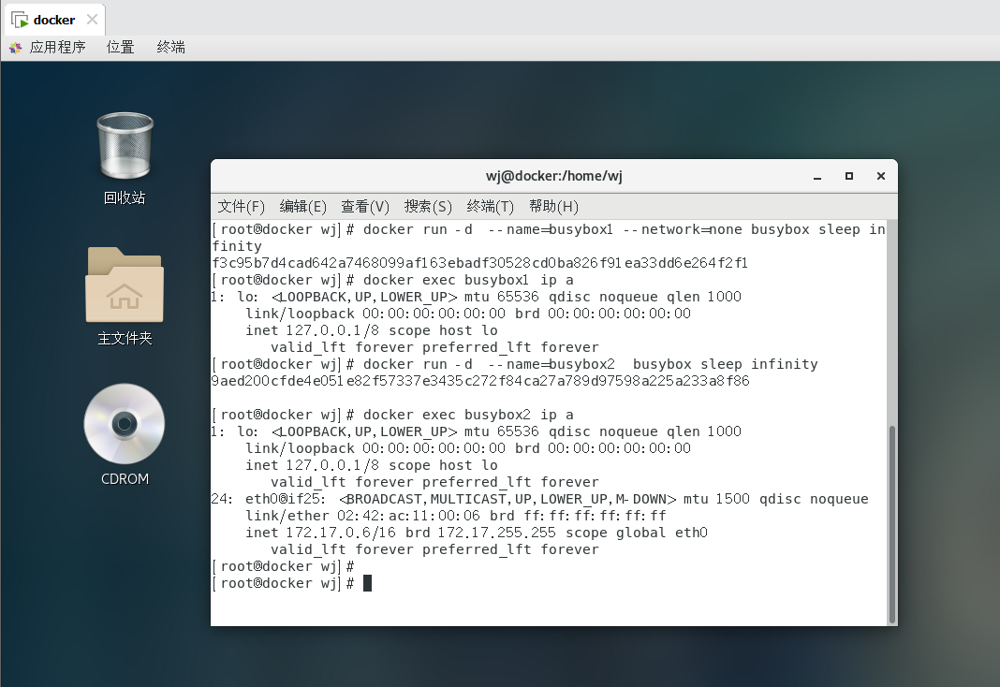 docker
应用程序 位置 终端
回收站
主文件夹
CDROM
wj@docker:/home/wj
文件(F) 编辑(E) 查看(V) 搜索(S) 终端(T) 帮助(H)
[root@docker wj]# docker run -d  --name=busybox1 --network=none busybox sleep in
finity
f3c95b7d4cad642a7468099af163ebadf30528cd0ba826f91ea33dd6e264f2f1
[root@docker wj]# docker exec busybox1 ip a
1: lo: <LOOPBACK,UP,LOWER_UP> mtu 65536 qdisc noqueue qlen 1000
    link/loopback 00:00:00:00:00:00 brd 00:00:00:00:00:00
    inet 127.0.0.1/8 scope host lo
       valid_lft forever preferred_lft forever
[root@docker wj]# docker run -d  --name=busybox2  busybox sleep infinity
9aed200cfde4e051e82f57337e3435c272f84ca27a789d97598a225a233a8f86
[root@docker wj]# docker exec busybox2 ip a
1: lo: <LOOPBACK,UP,LOWER_UP> mtu 65536 qdisc noqueue qlen 1000
    link/loopback 00:00:00:00:00:00 brd 00:00:00:00:00:00
    inet 127.0.0.1/8 scope host lo
       valid_lft forever preferred_lft forever
24: eth0@if25: <BROADCAST,MULTICAST,UP,LOWER_UP,M-DOWN> mtu 1500 qdisc noqueue
    link/ether 02:42:ac:11:00:06 brd ff:ff:ff:ff:ff:ff
    inet 172.17.0.6/16 brd 172.17.255.255 scope global eth0
       valid_lft forever preferred_lft forever
[root@docker wj]#
[root@docker wj]#